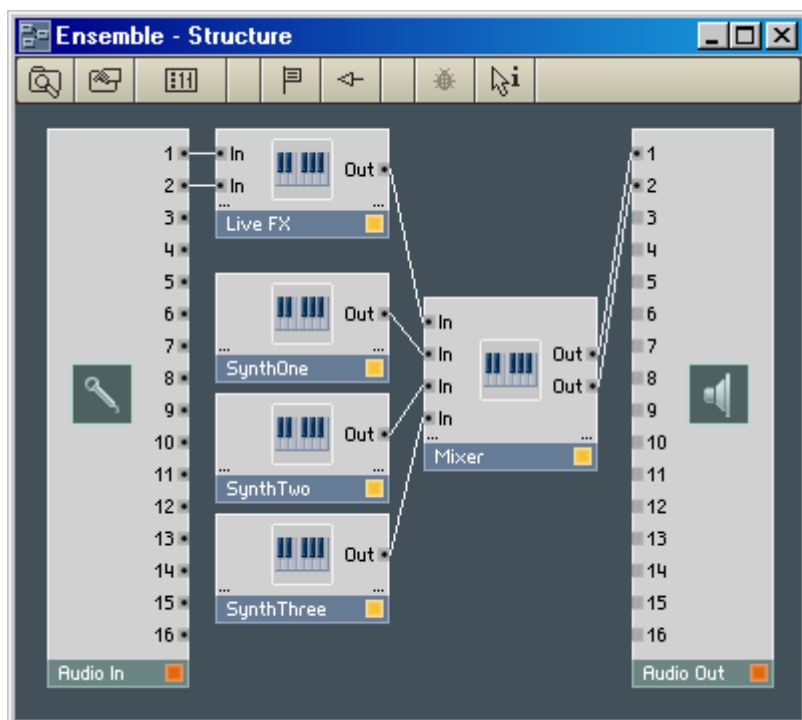 Ensemble - Structure
1
2
3
4
5
6
7
8
9
10
11
12
13
14
15
16
Audio In
In
In
Out
...
...
Live FX
Out
...
...
SynthOne
Out
...
...
SynthTwo
Out
...
...
SynthThree
In
In
In
In
Out
Out
...
...
Mixer
1
2
3
4
5
6
7
8
9
10
11
12
13
14
15
16
Audio Out